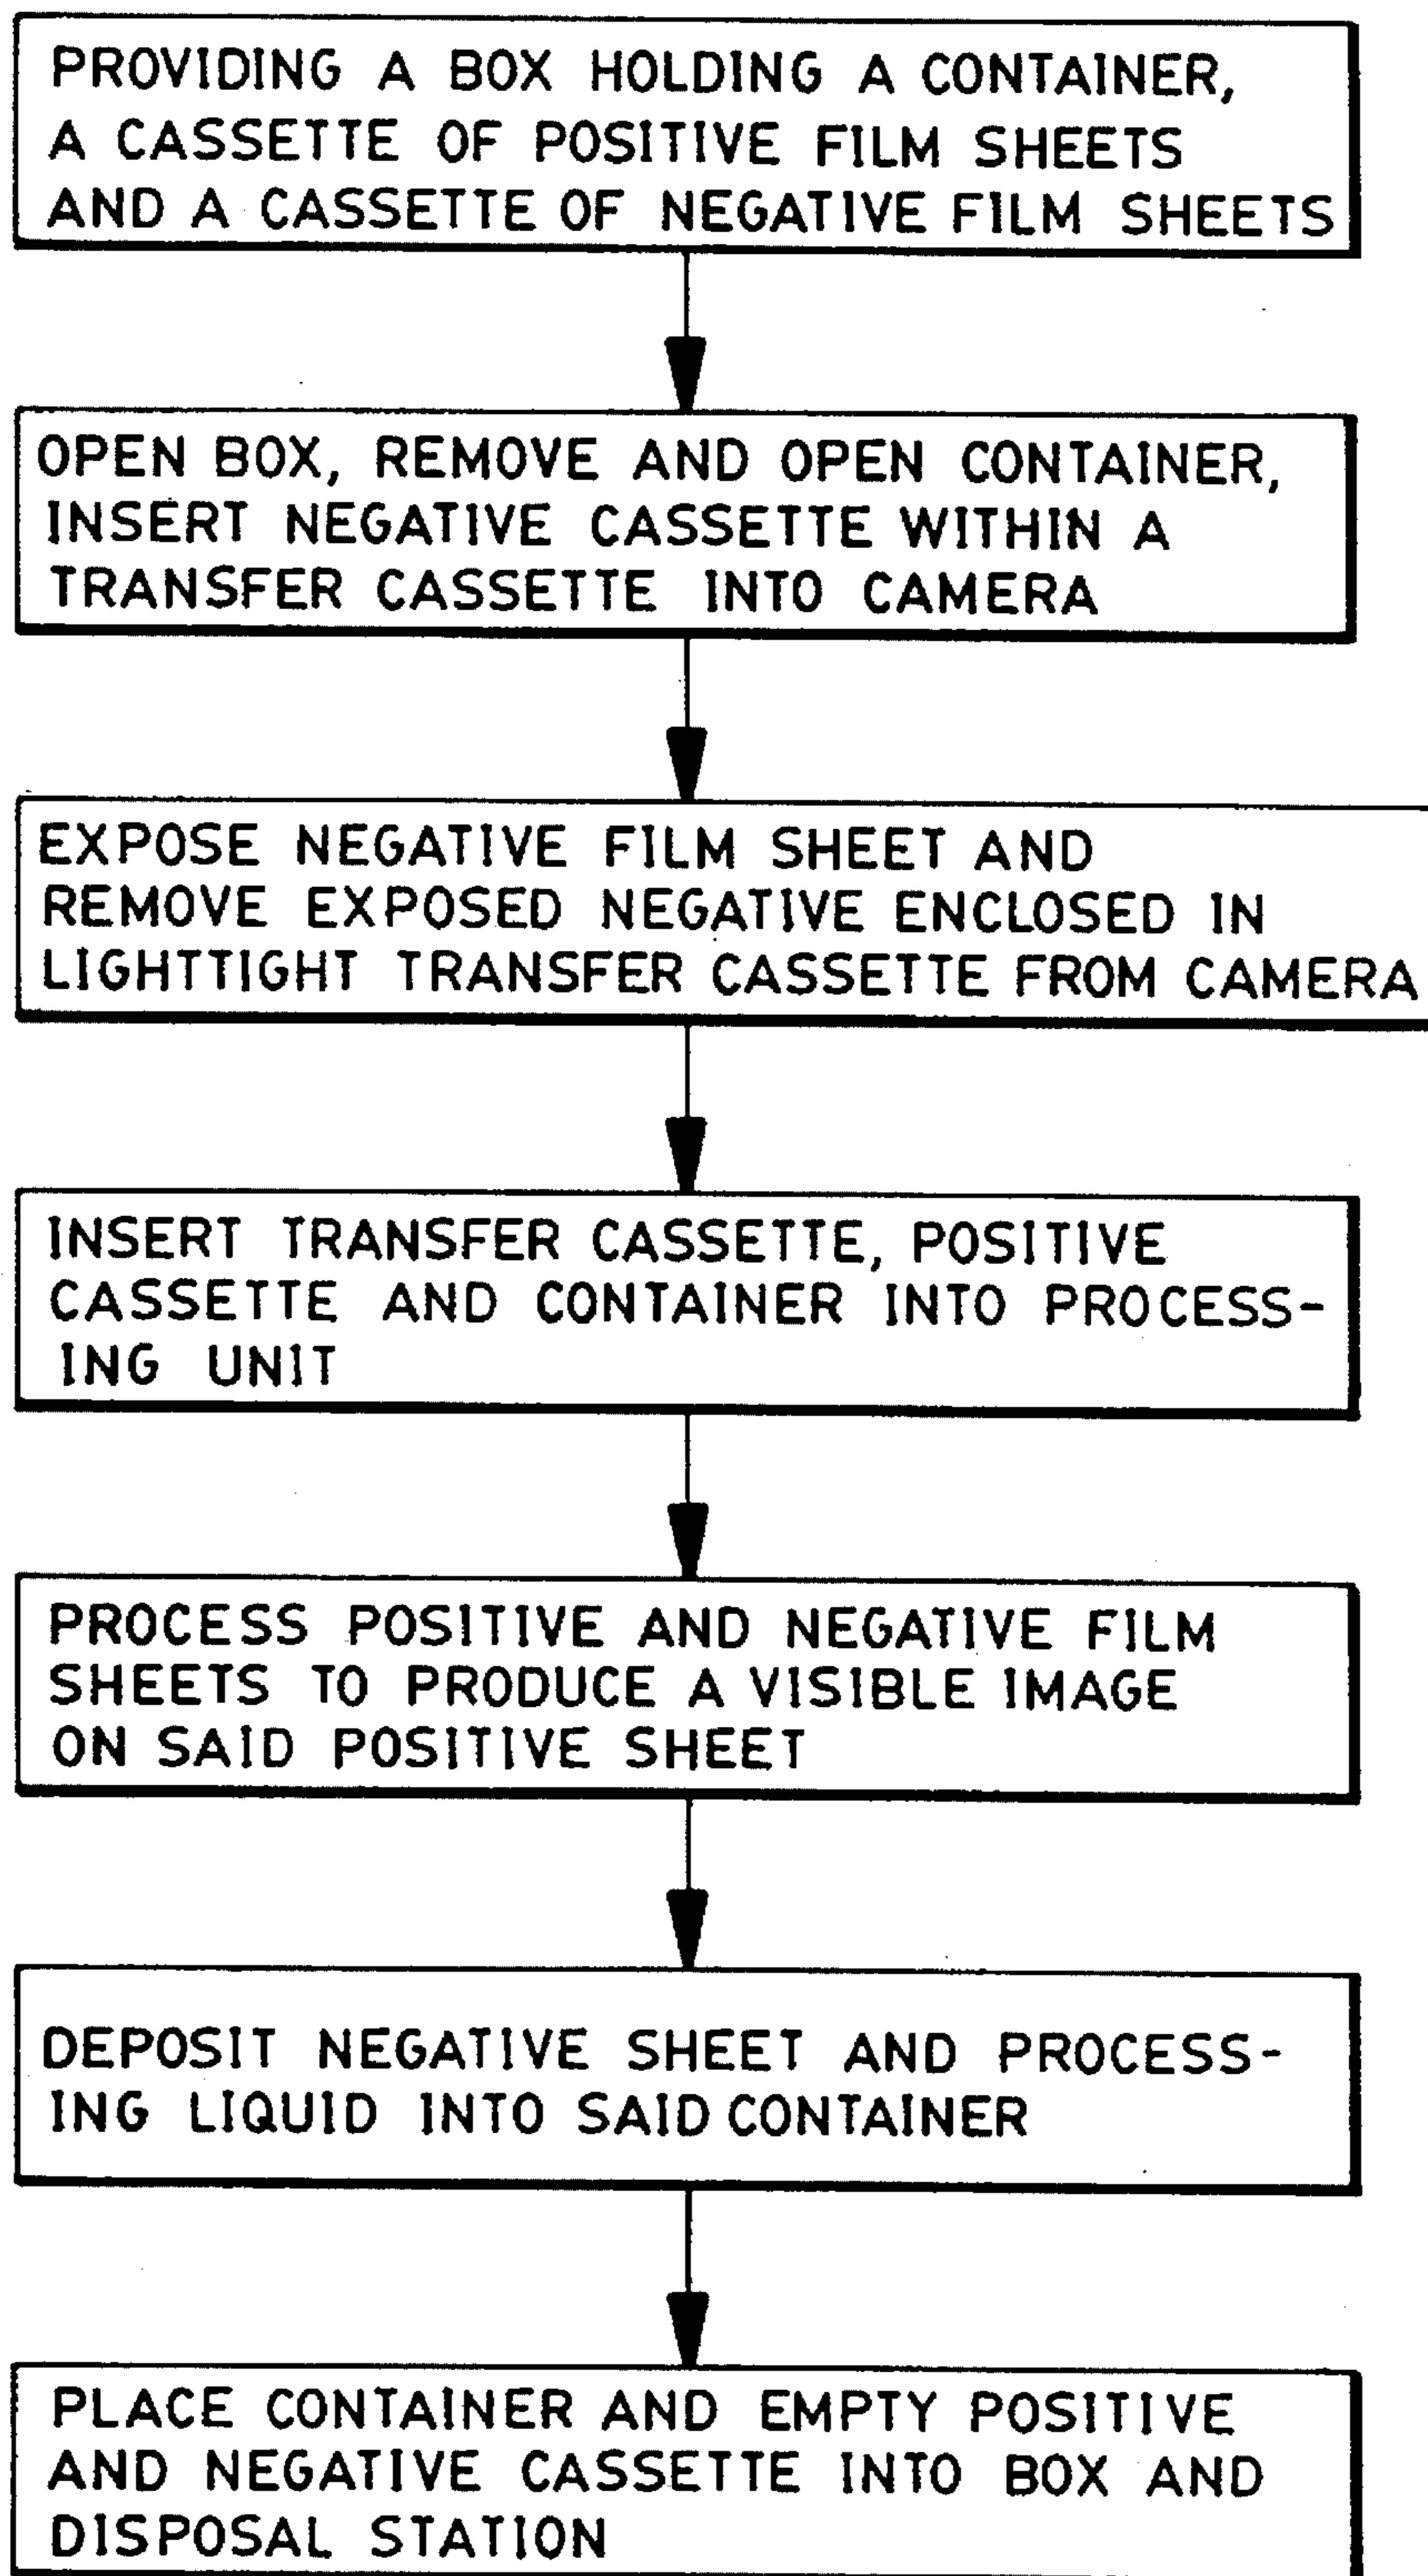 PROVIDING A BOX HOLDING A CONTAINER,
A CASSETTE OF POSITIVE FILM SHEETS
AND A CASSETTE OF NEGATIVE FILM SHEETS
OPEN BOX, REMOVE AND OPEN CONTAINER,
INSERT NEGATIVE CASSETTE WITHIN A
TRANSFER CASSETTE INTO CAMERA
EXPOSE NEGATIVE FILM SHEET AND
REMOVE EXPOSED NEGATIVE ENCLOSED IN
LIGHTTIGHT TRANSFER CASSETTE FROM CAMERA
INSERT TRANSFER CASSETTE, POSITIVE
CASSETTE AND CONTAINER INTO PROCESS-
ING UNIT
PROCESS POSITIVE AND NEGATIVE FILM
SHEETS TO PRODUCE A VISIBLE IMAGE
ON SAID POSITIVE SHEET
DEPOSIT NEGATIVE SHEET AND PROCESS-
ING LIQUID INTO SAID CONTAINER
PLACE CONTAINER AND EMPTY POSITIVE
AND NEGATIVE CASSETTE INTO BOX AND
DISPOSAL STATION